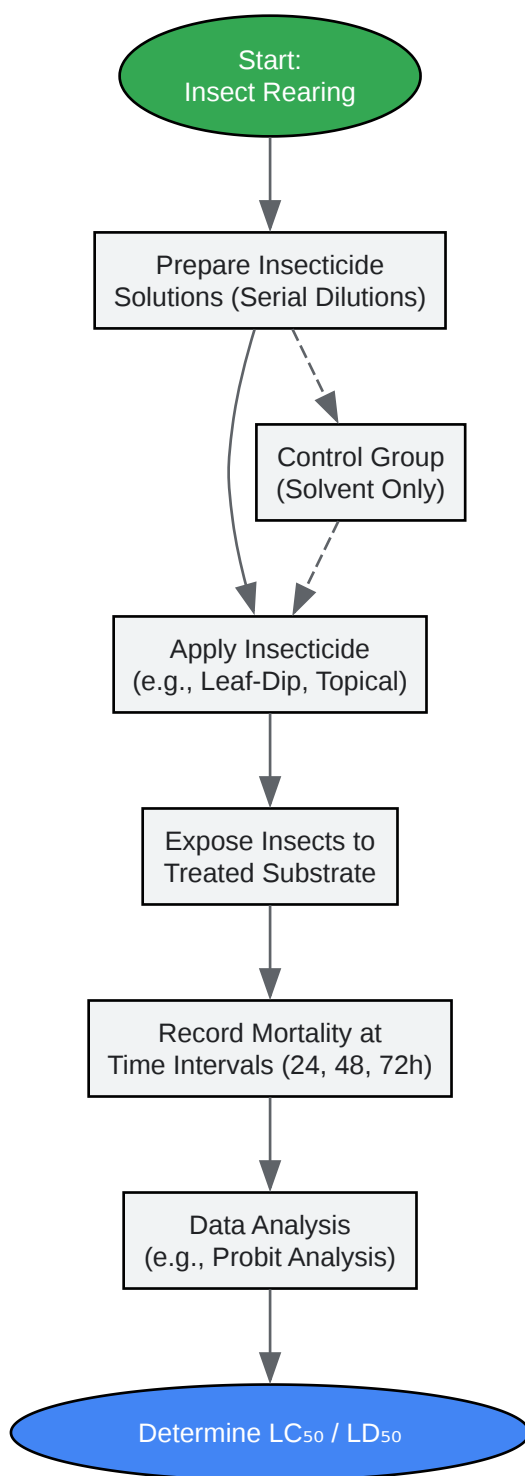 Start:
Insect Rearing
Prepare Insecticide
Solutions (Serial Dilutions)
Control Group
(Solvent Only)
Apply Insecticide
(e.g., Leaf-Dip, Topical)
Expose Insects to
Treated Substrate
Record Mortality at
Time Intervals (24, 48, 72h)
Data Analysis
(e.g., Probit Analysis)
Determine LC₅₀ / LD₅₀